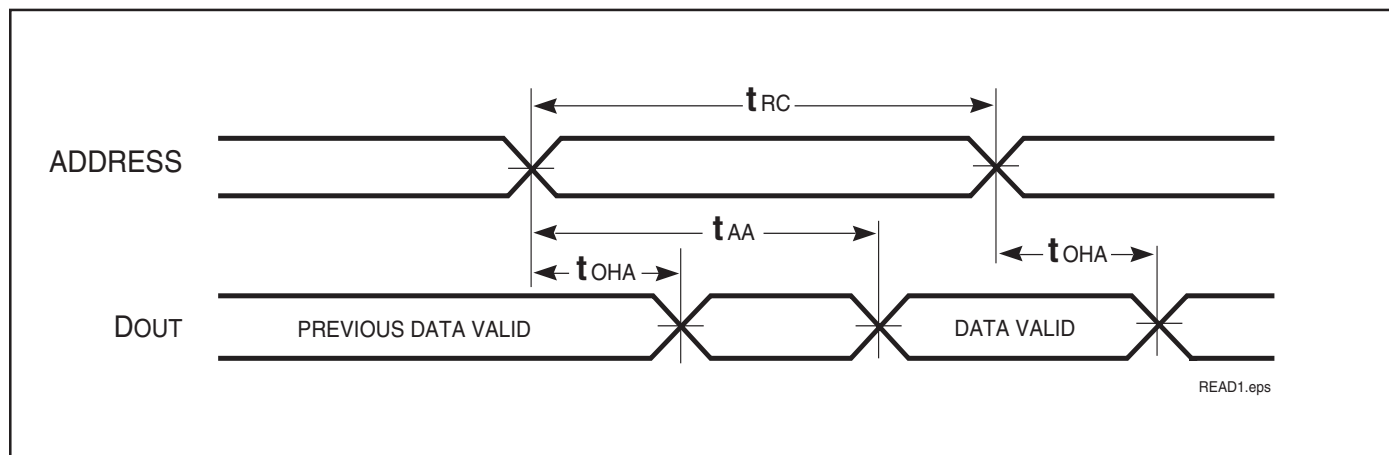 tRC
ADDRESS
tAA
tOHA
tOHA
DOUT
PREVIOUS DATA VALID
DATA VALID
READ1.eps